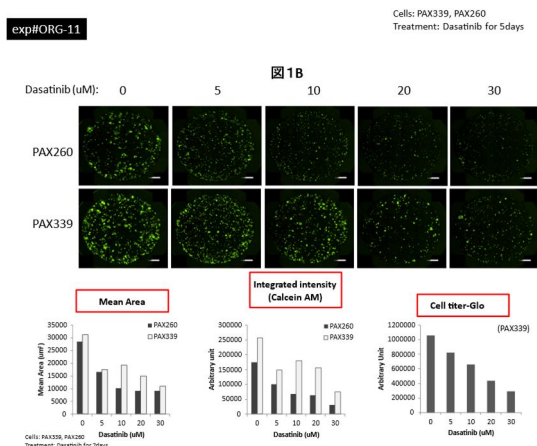 exp#ORG-11
Cells: PAX339, PAX260
Treatment: Dasatinib for 5days
図1B
Dasatinib (uM): 0 5 10 20 30
PAX260
PAX339
Mean Area
Integrated intensity
(Calcein AM)
Cell titer-Glo
35000
30000
25000
20000
15000
10000
5000
0
Mean Area (um²)
PAX260
PAX339
0 5 10 20 30
Dasatinib (uM)
300000
250000
200000
150000
100000
50000
0
Arbitrary unit
PAX260
PAX339
0 5 10 20 30
Dasatinib (uM)
1200000
1000000
800000
600000
400000
200000
0
Arbitrary unit
(PAX339)
0 5 10 20 30
Dasatinib (uM)
Cells: PAX339, PAX260
Treatment: Dasatinib for 7days